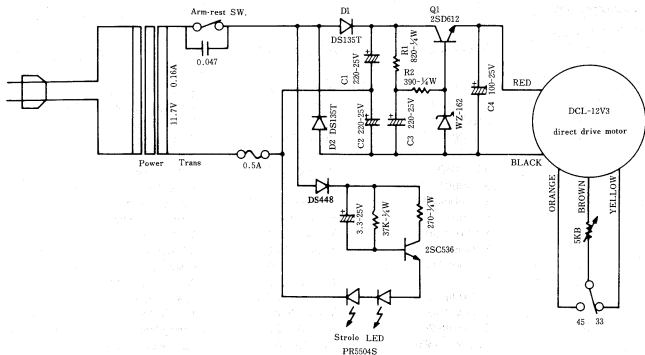 Arm-rest SW.
0.047
D1
DS135T
Q1
2SD612
R1
820-¼W
R2
390-¼W
C1
220-25V
C4
100-25V
RED
0.16A
11.7V
Power Trans
0.5A
D2 DS135T
C2 220-25V
220-25V
C3
WZ-162
BLACK
DCL-12V3
direct drive motor
ORANGE
BROWN
YELLOW
5KB
45
33
DS448
3.3-25V
37K-¼W
270-¼W
2SC536
Strolo LED
PR5504S